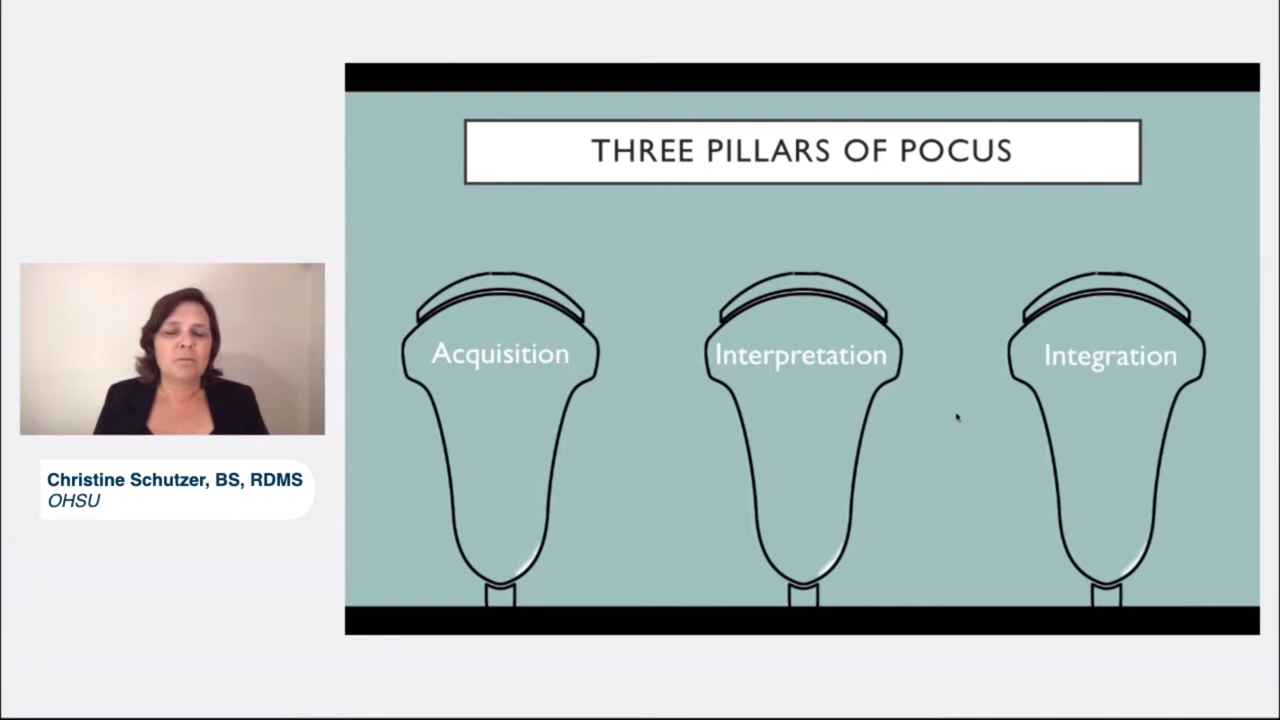 THREE PILLARS OF POCUS
Acquisition
Interpretation
Integration
Christine Schutzer, BS, RDMS
OHSU